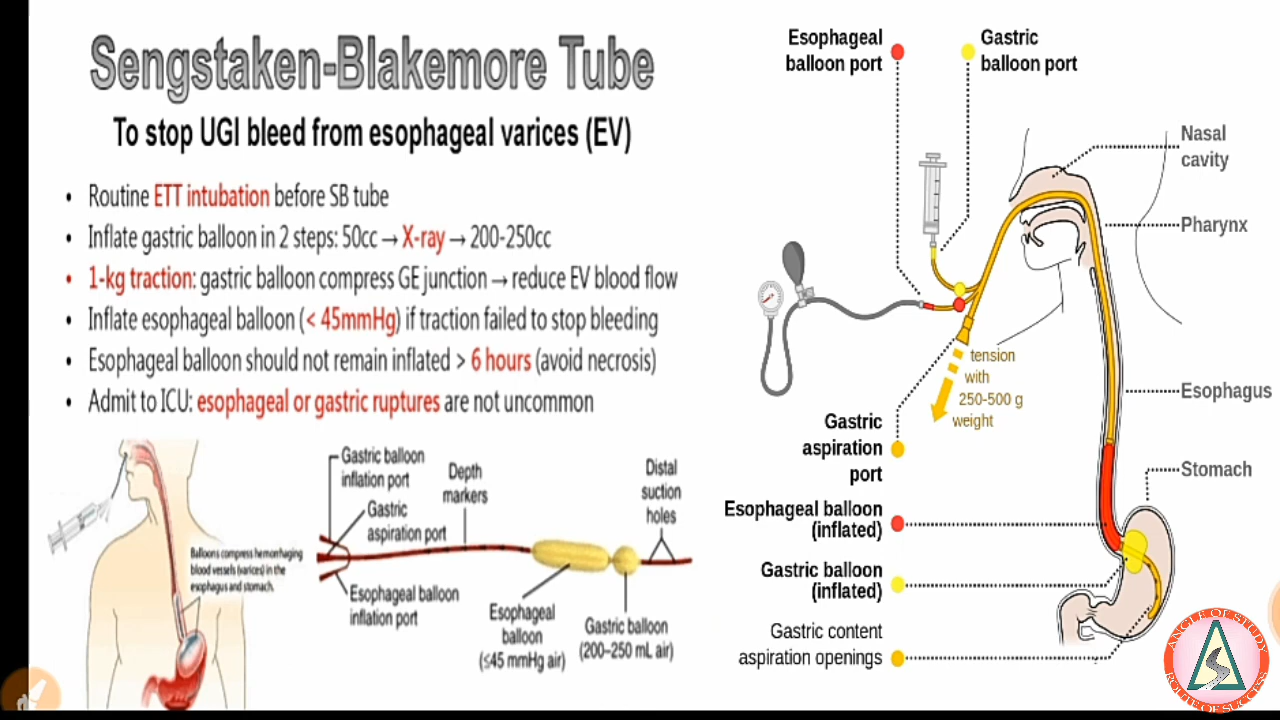 Sengstaken-Blakemore Tube
To stop UGI bleed from esophageal varices (EV)
• Routine ETT intubation before SB tube
• Inflate gastric balloon in 2 steps: 50cc → X-ray → 200-250cc
• 1-kg traction: gastric balloon compress GE junction → reduce EV blood flow
• Inflate esophageal balloon (< 45mmHg) if traction failed to stop bleeding
• Esophageal balloon should not remain inflated > 6 hours (avoid necrosis)
• Admit to ICU: esophageal or gastric ruptures are not uncommon
Balloons compress hemorrhaging
blood vessels (varices) in the
esophagus and stomach.
Gastric balloon
inflation port
Gastric
aspiration port
Depth
markers
Distal
suction
holes
Esophageal balloon
inflation port
Esophageal
balloon
(≤45 mmHg air)
Gastric balloon
(200–250 mL air)
Esophageal
balloon port
Gastric
balloon port
Nasal
cavity
Pharynx
tension
with
250-500 g
weight
Esophagus
Gastric
aspiration
port
Stomach
Esophageal balloon
(inflated)
Gastric balloon
(inflated)
Gastric content
aspiration openings
ANGLE OF STUDY
ROUTE OF SUCCESS